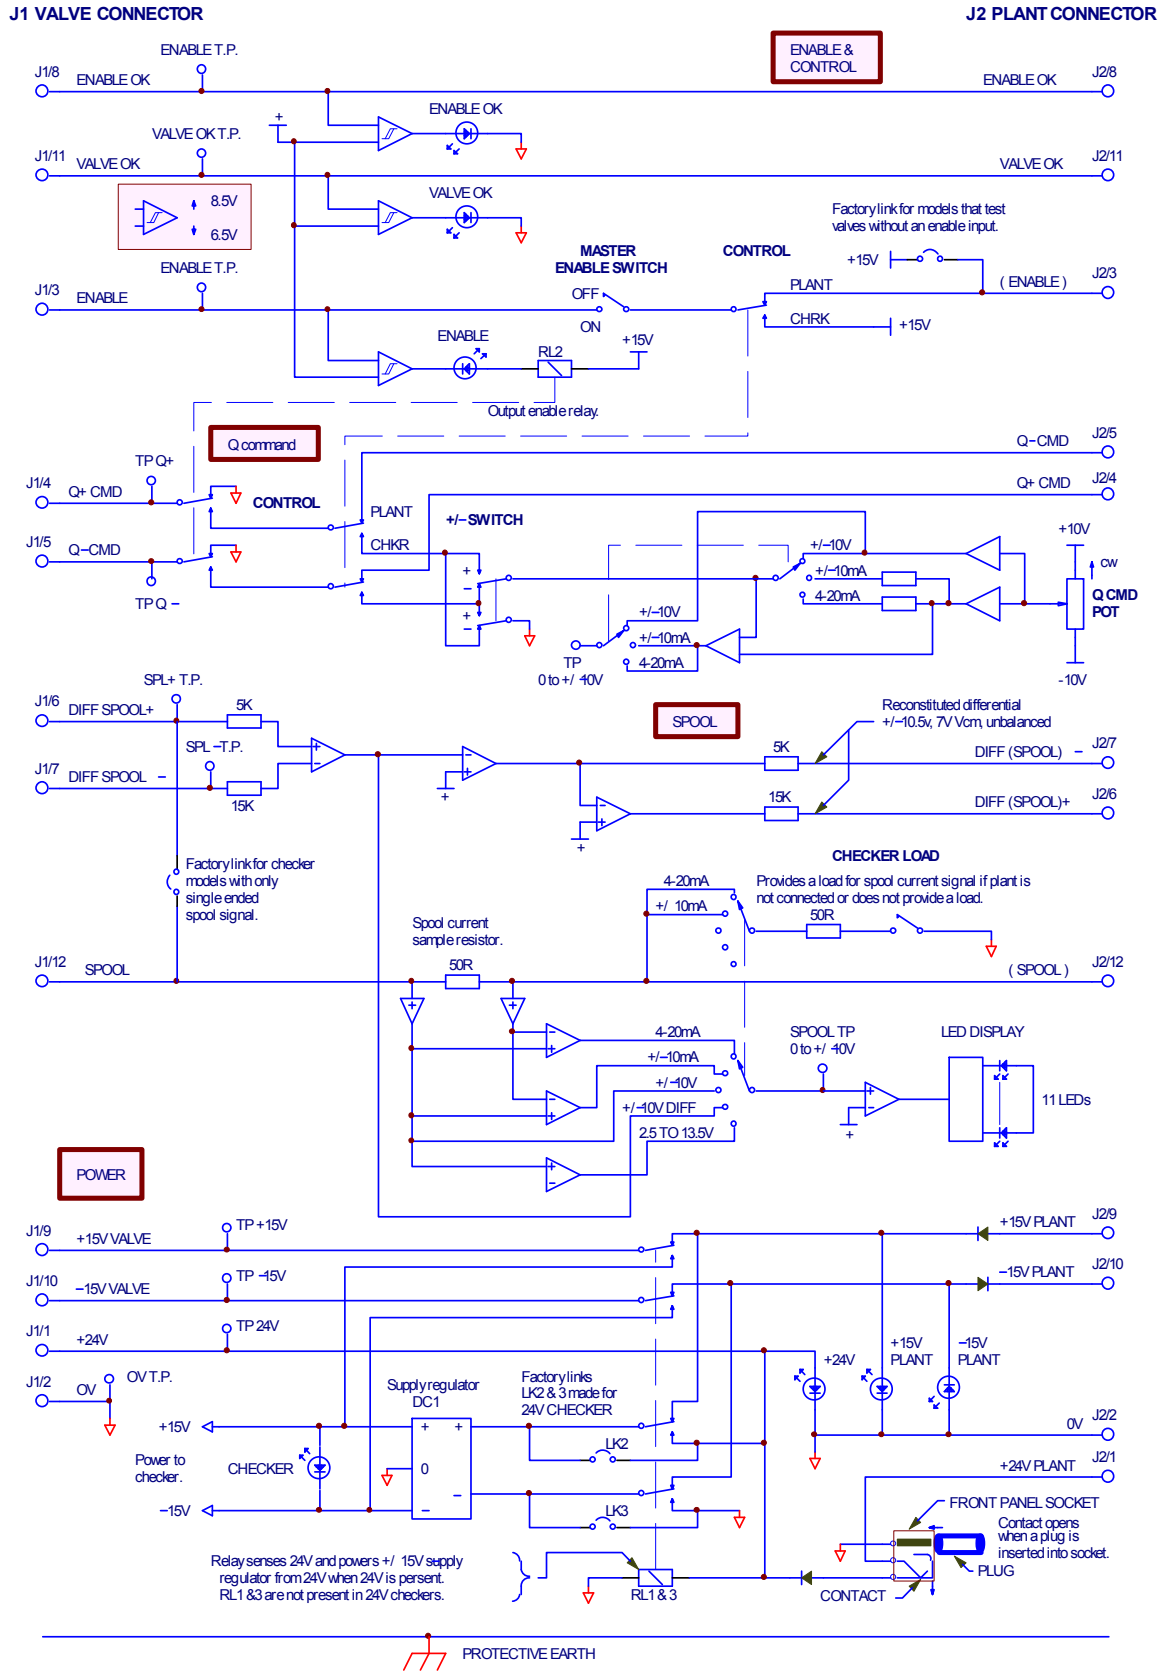 J1 VALVE CONNECTOR
J2 PLANT CONNECTOR
ENABLE T.P.
ENABLE &
CONTROL
J1/8
ENABLE OK
ENABLE OK
J2/8
ENABLE OK
+
VALVE OK T.P.
J1/11
VALVE OK
VALVE OK
J2/11
VALVE OK
8.5V
6.5V
Factory link for models that test
valves without an enable input.
MASTER
ENABLE SWITCH
CONTROL
+15V
ENABLE T.P.
J1/3
ENABLE
OFF
ON
PLANT
( ENABLE )
J2/3
CHRK
+15V
ENABLE
RL2
+15V
Output enable relay.
Q command
Q−CMD
J2/5
TP Q+
J1/4
Q+ CMD
CONTROL
Q+ CMD
J2/4
PLANT
+/−SWITCH
CHKR
J1/5
Q−CMD
TP Q −
+
−
+
−
+/−10V
+/−10mA
4-20mA
+10V
cw
Q CMD
POT
-10V
+/−10V
+/−10mA
4-20mA
TP
0 to +/−10V
SPL+ T.P.
J1/6
DIFF SPOOL+
5K
SPL −T.P.
J1/7
DIFF SPOOL −
15K
+
−
−
+
+
SPOOL
Reconstituted differential
+/−10.5v, 7V Vcm, unbalanced
5K
DIFF (SPOOL) −
J2/7
15K
DIFF (SPOOL)+
J2/6
−
+
+
Factory link for checker
models with only
single ended
spool signal.
CHECKER LOAD
Provides a load for spool current signal if plant is
not connected or does not provide a load.
4-20mA
+/ 10mA
50R
Spool current
sample resistor.
J1/12
SPOOL
50R
( SPOOL )
J2/12
+
+
−
+
4-20mA
+/−10mA
+/−10V
+/−10V DIFF
2.5 TO 13.5V
−
+
+
−
SPOOL TP
0 to +/−10V
+
−
+
LED DISPLAY
11 LEDs
POWER
J1/9
+15V VALVE
TP +15V
+15V PLANT
J2/9
J1/10
−15V VALVE
TP −15V
−15V PLANT
J2/10
J1/1
+24V
TP 24V
+24V
+15V
PLANT
−15V
PLANT
J1/2
OV
OV T.P.
Supply regulator
DC1
Factory links
LK2 & 3 made for
24V CHECKER
+15V
Power to
checker.
−15V
CHECKER
+
+
0
−
−
LK2
LK3
0V
J2/2
J2/1
+24V PLANT
FRONT PANEL SOCKET
Contact opens
when a plug is
inserted into socket.
PLUG
CONTACT
Relay senses 24V and powers +/ 15V supply
regulator from 24V when 24V is persent.
RL1 &3 are not present in 24V checkers.
RL1 & 3
PROTECTIVE EARTH